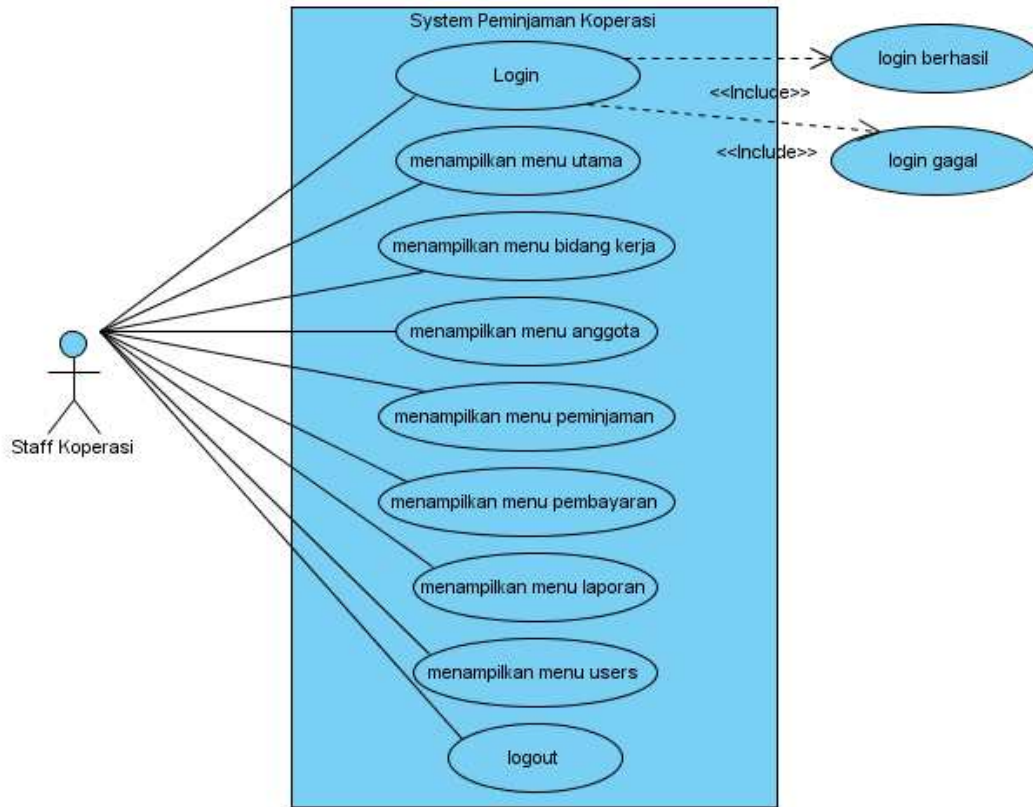 System Peminjaman Koperasi
Login
login berhasil
<<Include>>
<<Include>>
login gagal
menampilkan menu utama
menampilkan menu bidang kerja
menampilkan menu anggota
menampilkan menu peminjaman
Staff Koperasi
menampilkan menu pembayaran
menampilkan menu laporan
menampilkan menu users
logout